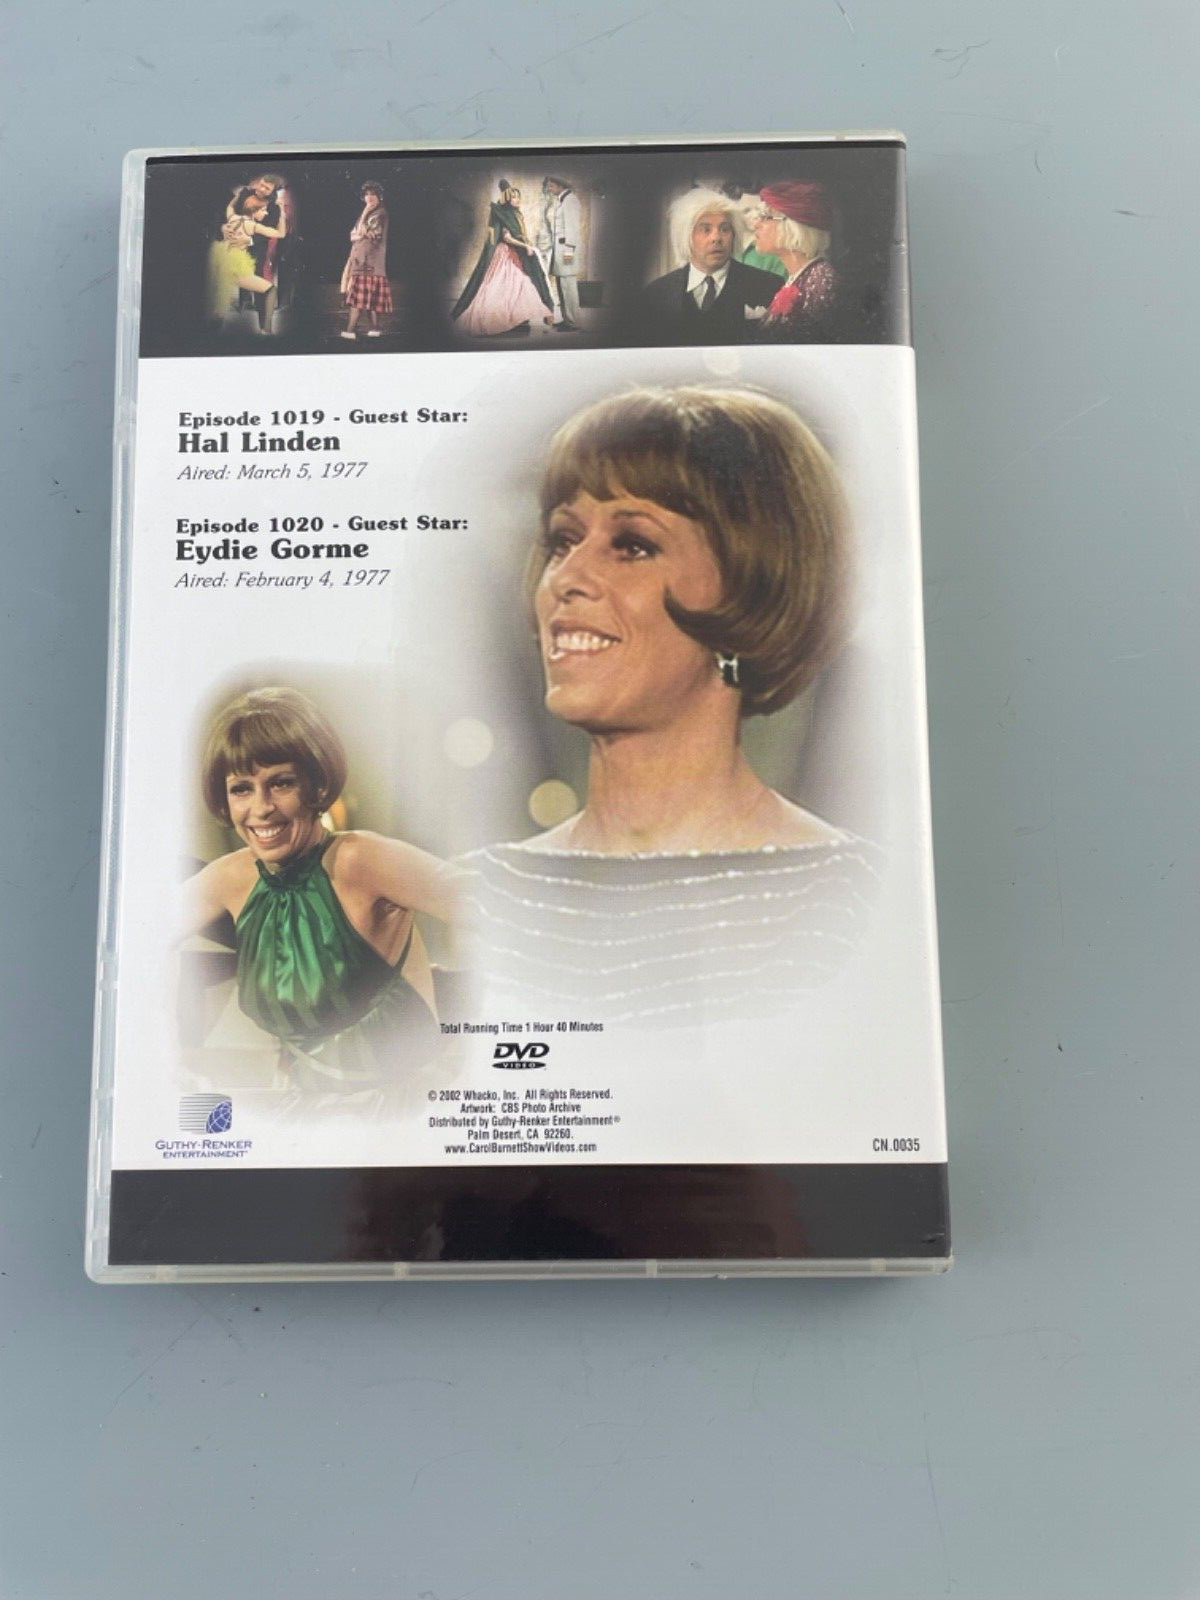 Episode 1019 - Guest Star:
Hal Linden
Aired: March 5, 1977
Episode 1020 - Guest Star:
Eydie Gorme
Aired: February 4, 1977
Total Running Time 1 Hour 40 Minutes
DVD
VIDEO
© 2002 Whacko, Inc. All Rights Reserved.
Artwork: CBS Photo Archive
Distributed by Guthy-Renker Entertainment®
Palm Desert, CA 92260.
www.CarolBurnettShowVideos.com
GUTHY-RENKER
ENTERTAINMENT™
CN.0035